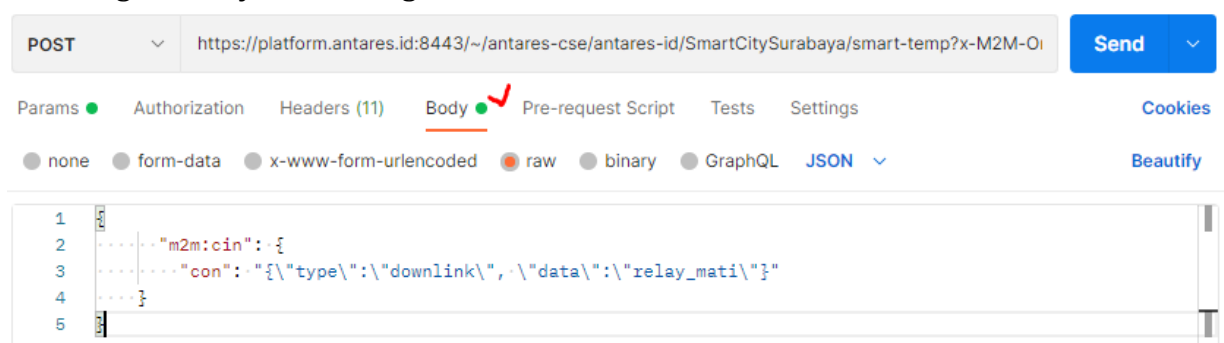 POST https://platform.antares.id:8443/~/antares-cse/antares-id/SmartCitySurabaya/smart-temp?x-M2M-O Send
Params Authorization Headers (11) Body Pre-request Script Tests Settings Cookies
none form-data x-www-form-urlencoded raw binary GraphQL JSON Beautify
1 {
2 "m2m:cin": {
3 "con": "{\"type\":\"downlink\", \"data\":\"relay_mati\"}"
4 }
5 }